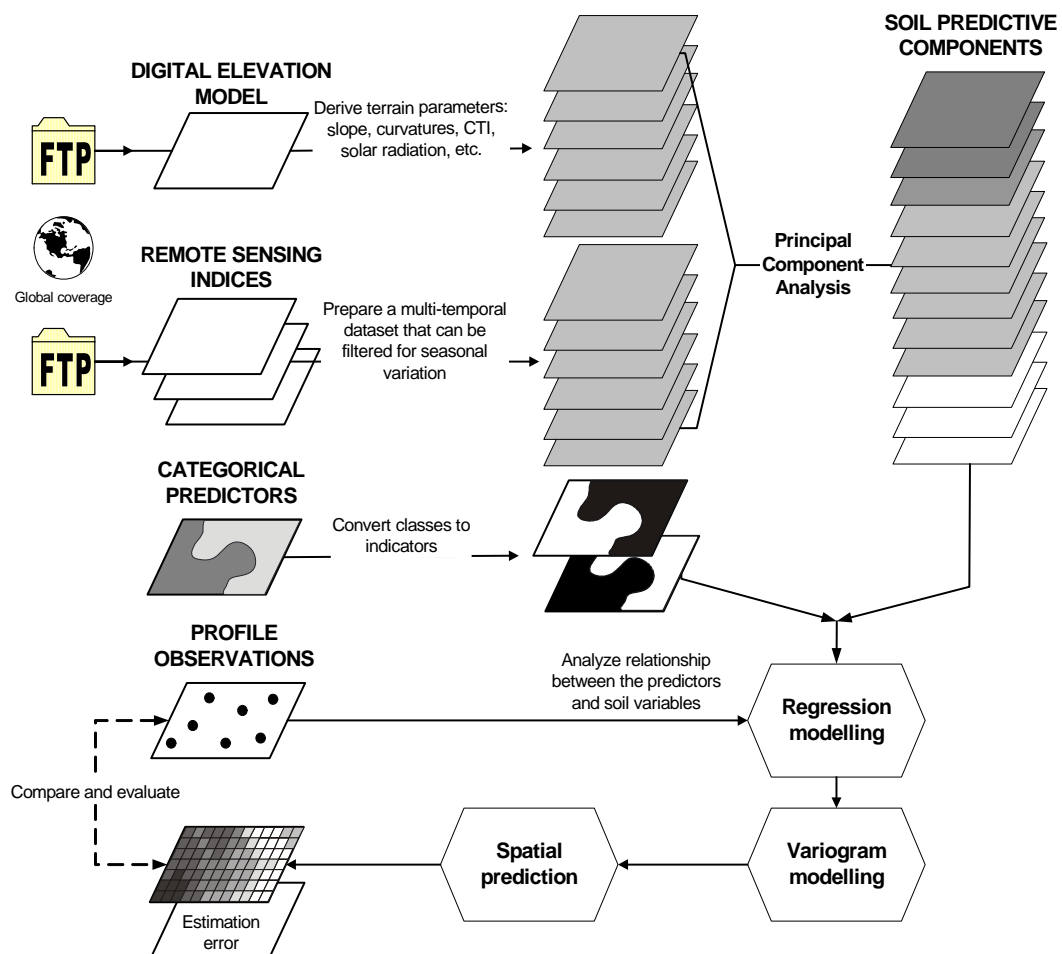 SOIL PREDICTIVE
COMPONENTS
DIGITAL ELEVATION
MODEL
Derive terrain parameters:
slope, curvatures, CTI,
solar radiation, etc.
FTP
Global coverage
REMOTE SENSING
INDICES
Principal
Component
Analysis
Prepare a multi-temporal
dataset that can be
filtered for seasonal
variation
FTP
CATEGORICAL
PREDICTORS
Convert classes to
indicators
PROFILE
OBSERVATIONS
Analyze relationship
between the predictors
and soil variables
Regression
modelling
Compare and evaluate
Spatial
prediction
Variogram
modelling
Estimation
error